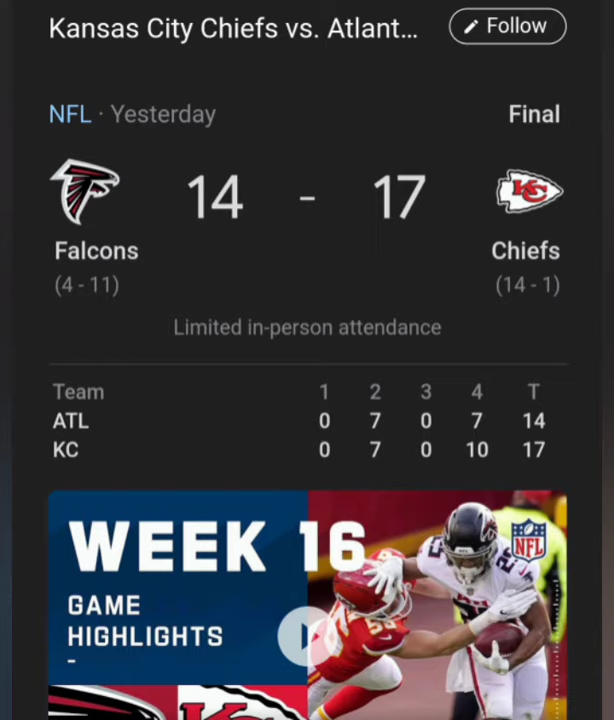 Kansas City Chiefs vs. Atlant...
Follow
NFL · Yesterday
Final
14 - 17
Falcons
Chiefs
(4 - 11)
(14 - 1)
Limited in-person attendance
Team 1 2 3 4 T
ATL 0 7 0 7 14
KC 0 7 0 10 17
WEEK 16
NFL
GAME
HIGHLIGHTS
-
KC